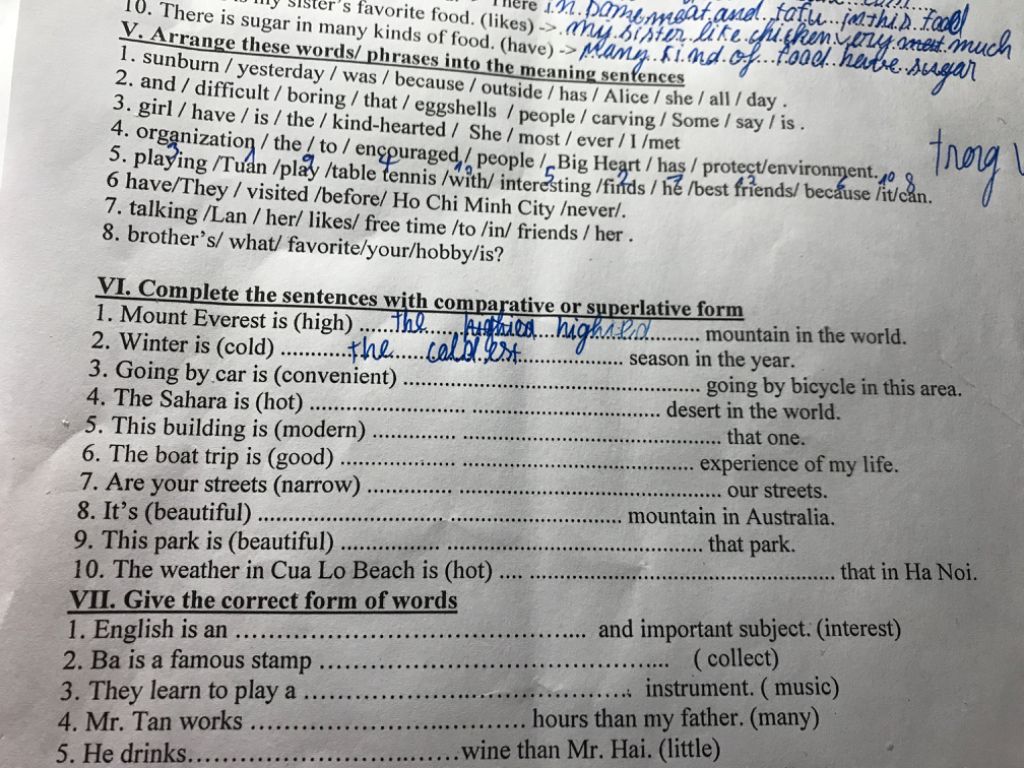 There in. pome meat and. tofu in this food
my sister's favorite food. (likes) -> my sister like chicken very much
10. There is sugar in many kinds of food. (have) -> Many kind of food have sugar
V. Arrange these words/ phrases into the meaning sentences
1. sunburn / yesterday / was / because / outside / has / Alice / she / all / day .
2. and / difficult / boring / that / eggshells / people / carving / Some / say / is .
3. girl / have / is / the / kind-hearted / She / most / ever / I /met
4. organization / the / to / encouraged / people / Big Heart / has / protect/environment.
trong
5. playing /Tuan /play /table tennis /with/ interesting /finds / he /best friends/ because /it/can.
6 have/They / visited /before/ Ho Chi Minh City /never/.
7. talking /Lan / her/ likes/ free time /to /in/ friends / her .
8. brother's/ what/ favorite/your/hobby/is?
VI. Complete the sentences with comparative or superlative form
1. Mount Everest is (high) .....the...... highied highied.......... mountain in the world.
2. Winter is (cold) ............the.....coldest.................. season in the year.
3. Going by car is (convenient) .................................................. going by bicycle in this area.
4. The Sahara is (hot) .......................... ............................... desert in the world.
5. This building is (modern) .............. ........................................... that one.
6. The boat trip is (good) ................... ....................................... experience of my life.
7. Are your streets (narrow) .............. ........................................... our streets.
8. It's (beautiful) ............................... ............................ mountain in Australia.
9. This park is (beautiful) ................ .......................................... that park.
10. The weather in Cua Lo Beach is (hot) .... .................................................. that in Ha Noi.
VII. Give the correct form of words
1. English is an .................................................. and important subject. (interest)
2. Ba is a famous stamp .................................................. ( collect)
3. They learn to play a .................................................. instrument. ( music)
4. Mr. Tan works ....................................... hours than my father. (many)
5. He drinks.......................................wine than Mr. Hai. (little)